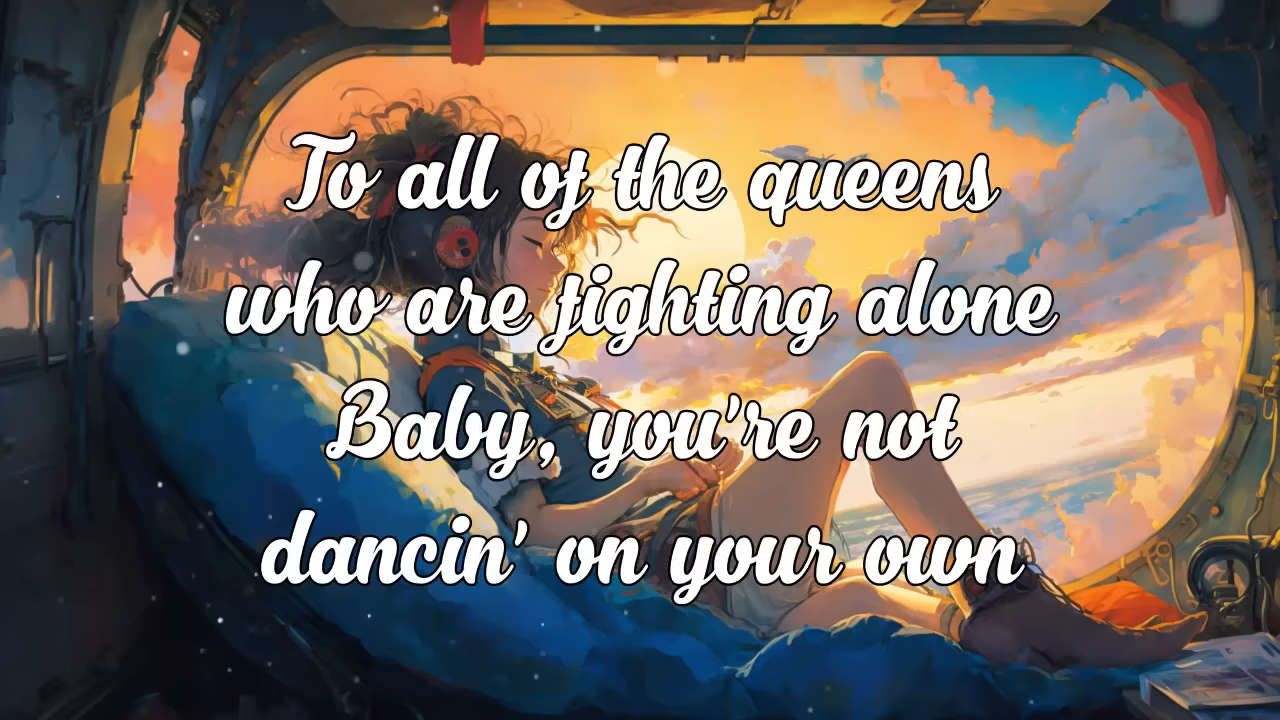 To all of the queens
who are fighting alone
Baby, you're not
dancin' on your own